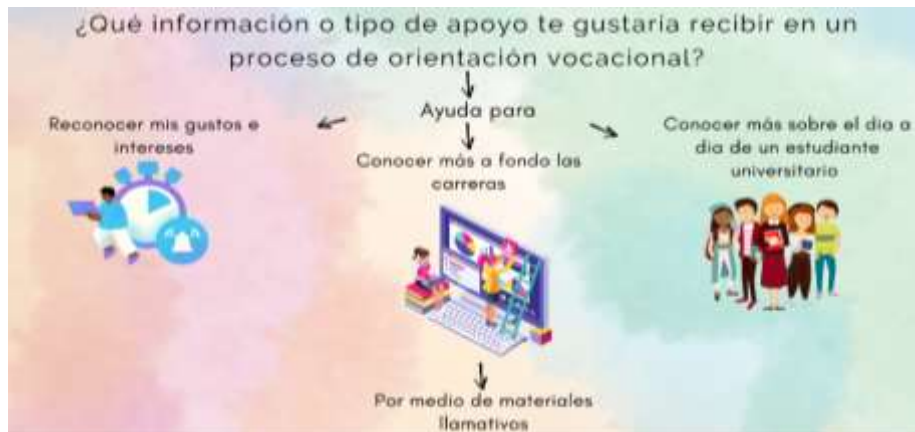 ¿Qué información o tipo de apoyo te gustaría recibir en un
proceso de orientación vocacional?
Ayuda para
Reconocer mis gustos e
intereses
Conocer más a fondo las
carreras
Conocer más sobre el dia a
dia de un estudiante
universitario
Por medio de materiales
llamativos